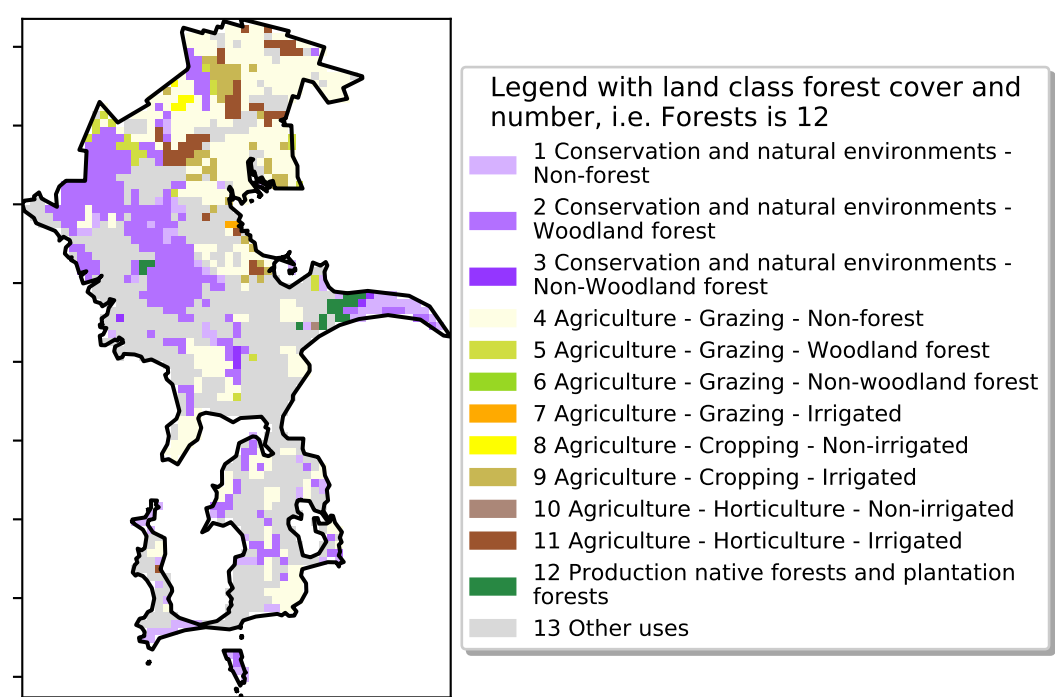 Legend with land class forest cover and
number, i.e. Forests is 12
1 Conservation and natural environments -
Non-forest
2 Conservation and natural environments -
Woodland forest
3 Conservation and natural environments -
Non-Woodland forest
4 Agriculture - Grazing - Non-forest
5 Agriculture - Grazing - Woodland forest
6 Agriculture - Grazing - Non-woodland forest
7 Agriculture - Grazing - Irrigated
8 Agriculture - Cropping - Non-irrigated
9 Agriculture - Cropping - Irrigated
10 Agriculture - Horticulture - Non-irrigated
11 Agriculture - Horticulture - Irrigated
12 Production native forests and plantation
forests
13 Other uses